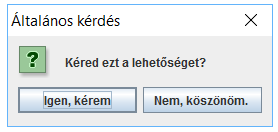 Általános kérdés
Kéred ezt a lehetőséget?
Igen, kérem
Nem, köszönöm.